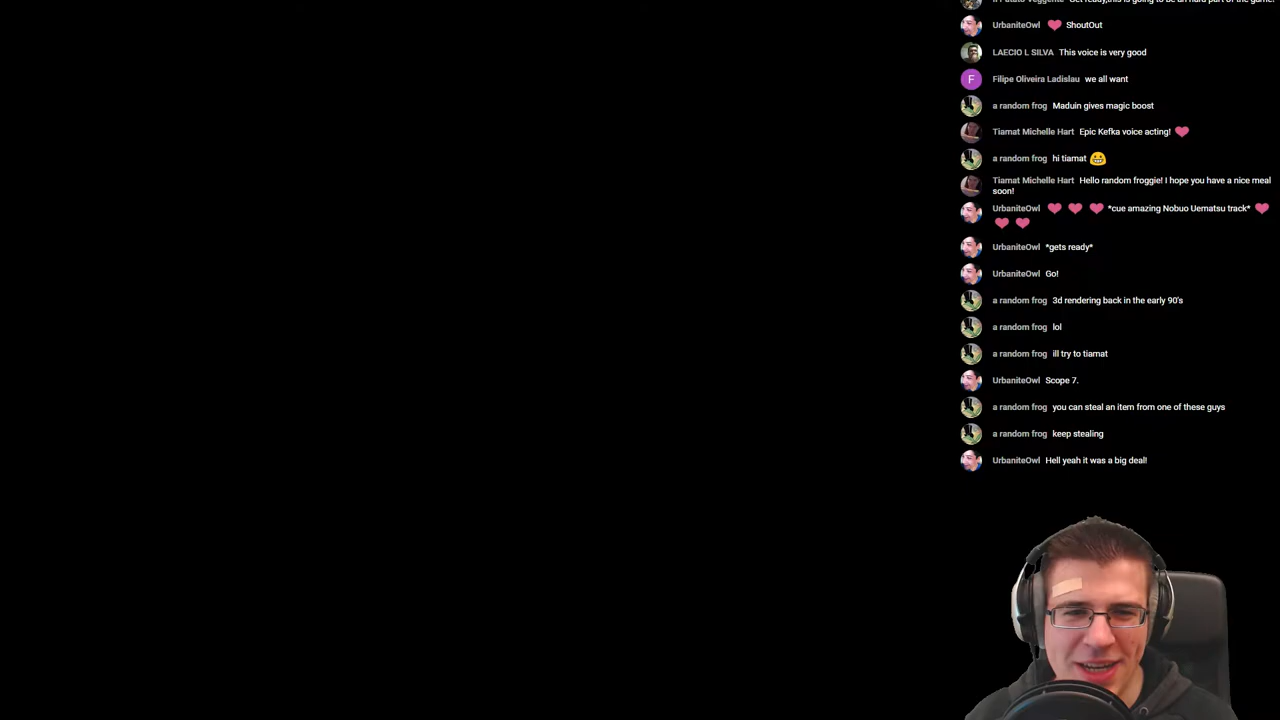 UrbaniteOwl ShoutOut
LAECIO L SILVA This voice is very good
F Filipe Oliveira Ladislau we all want
a random frog Maduin gives magic boost
Tiamat Michelle Hart Epic Kefka voice acting!
a random frog hi tiamat
Tiamat Michelle Hart Hello random froggie! I hope you have a nice meal
soon!
UrbaniteOwl *cue amazing Nobuo Uematsu track*
UrbaniteOwl *gets ready*
UrbaniteOwl Go!
a random frog 3d rendering back in the early 90's
a random frog lol
a random frog ill try to tiamat
UrbaniteOwl Scope 7.
a random frog you can steal an item from one of these guys
a random frog keep stealing
UrbaniteOwl Hell yeah it was a big deal!